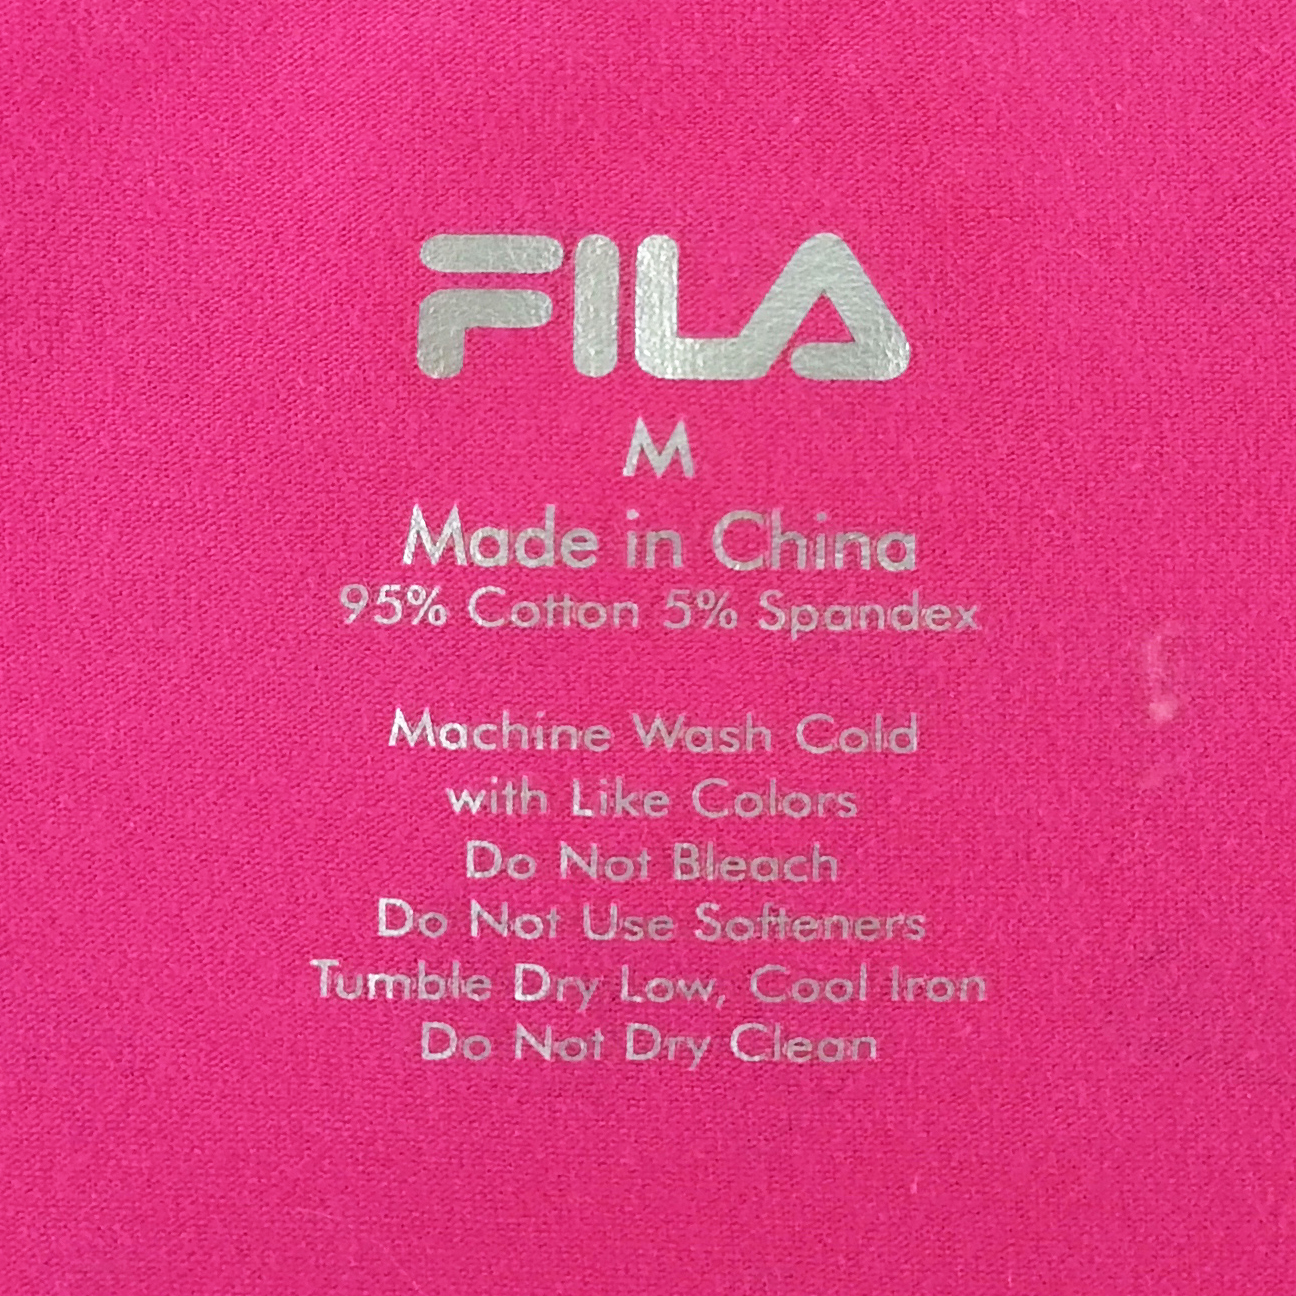 FILA
M
Made in China
95% Cotton 5% Spandex
Machine Wash Cold
with Like Colors
Do Not Bleach
Do Not Use Softeners
Tumble Dry Low, Cool Iron
Do Not Dry Clean